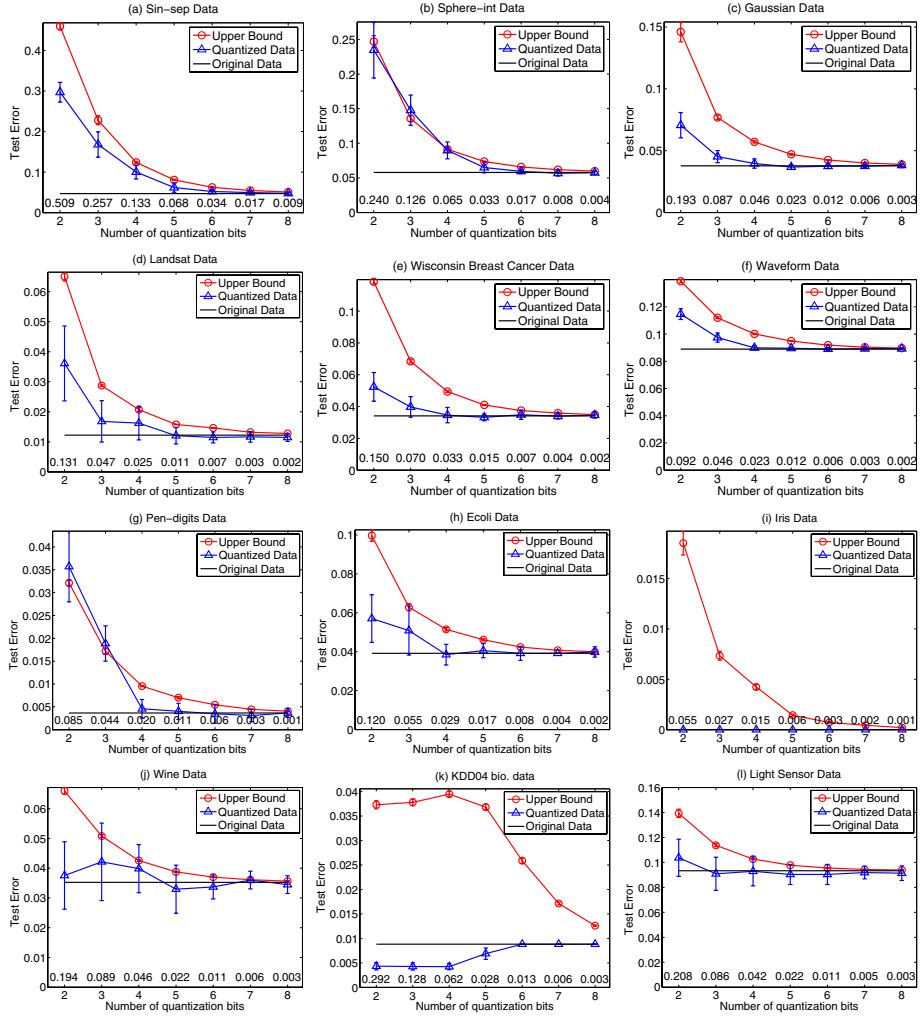 (a) Sin-sep Data
Upper Bound
Quantized Data
Original Data
Test Error
0.4
0.3
0.2
0.1
0
0.509 0.257 0.133 0.068 0.034 0.017 0.009
2 3 4 5 6 7 8
Number of quantization bits
(b) Sphere-int Data
Upper Bound
Quantized Data
Original Data
Test Error
0.25
0.2
0.15
0.1
0.05
0
0.240 0.126 0.065 0.033 0.017 0.008 0.004
2 3 4 5 6 7 8
Number of quantization bits
(c) Gaussian Data
Upper Bound
Quantized Data
Original Data
Test Error
0.15
0.1
0.05
0
0.193 0.087 0.046 0.023 0.012 0.006 0.003
2 3 4 5 6 7 8
Number of quantization bits
(d) Landsat Data
Upper Bound
Quantized Data
Original Data
Test Error
0.06
0.05
0.04
0.03
0.02
0.01
0
0.131 0.047 0.025 0.011 0.007 0.003 0.002
2 3 4 5 6 7 8
Number of quantization bits
(e) Wisconsin Breast Cancer Data
Upper Bound
Quantized Data
Original Data
Test Error
0.1
0.08
0.06
0.04
0.02
0
0.150 0.070 0.033 0.015 0.007 0.004 0.002
2 3 4 5 6 7 8
Number of quantization bits
(f) Waveform Data
Upper Bound
Quantized Data
Original Data
Test Error
0.12
0.1
0.08
0.06
0.04
0.02
0
0.092 0.046 0.023 0.012 0.006 0.003 0.002
2 3 4 5 6 7 8
Number of quantization bits
(g) Pen-digits Data
Upper Bound
Quantized Data
Original Data
Test Error
0.04
0.035
0.03
0.025
0.02
0.015
0.01
0.005
0
0.085 0.044 0.020 0.011 0.006 0.003 0.001
2 3 4 5 6 7 8
Number of quantization bits
(h) Ecoli Data
Upper Bound
Quantized Data
Original Data
Test Error
0.1
0.08
0.06
0.04
0.02
0
0.120 0.055 0.029 0.017 0.008 0.004 0.002
2 3 4 5 6 7 8
Number of quantization bits
(i) Iris Data
Upper Bound
Quantized Data
Original Data
Test Error
0.015
0.01
0.005
0
0.055 0.027 0.015 0.006 0.003 0.002 0.001
2 3 4 5 6 7 8
Number of quantization bits
(j) Wine Data
Upper Bound
Quantized Data
Original Data
Test Error
0.06
0.05
0.04
0.03
0.02
0.01
0
0.194 0.089 0.046 0.022 0.011 0.006 0.003
2 3 4 5 6 7 8
Number of quantization bits
(k) KDD04 bio. data
Upper Bound
Quantized Data
Original Data
Test Error
0.04
0.035
0.03
0.025
0.02
0.015
0.01
0.005
0
0.292 0.128 0.062 0.028 0.013 0.006 0.003
2 3 4 5 6 7 8
Number of quantization bits
(l) Light Sensor Data
Upper Bound
Quantized Data
Original Data
Test Error
0.16
0.14
0.12
0.1
0.08
0.06
0.04
0.02
0
0.208 0.086 0.042 0.022 0.011 0.005 0.003
2 3 4 5 6 7 8
Number of quantization bits